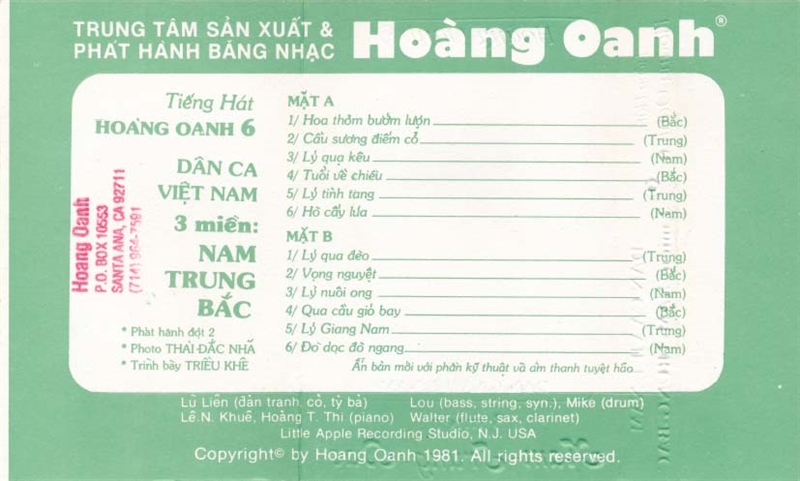 TRUNG TÂM SẢN XUẤT &
PHÁT HÀNH BĂNG NHẠC
Hoàng Oanh®
Tiếng Hát
HOÀNG OANH 6
DÂN CA
VIỆT NAM
3 miền:
NAM
TRUNG
BẮC
* Phát hành đợt 2
* Photo THÁI-ĐẮC NHÃ
* Trình bày TRIỀU KHÊ
Hoang Oanh
P.O. BOX 10553
SANTA ANA, CA 92711
(714) 964-7591
MẶT A
1/ Hoa thơm bướm lượn (Bắc)
2/ Cầu sương điếm cỏ (Trung)
3/ Lý quạ kêu (Nam)
4/ Tuổi về chiều (Bắc)
5/ Lý tình tang (Trung)
6/ Hò cấy lúa (Nam)
MẶT B
1/ Lý qua đèo (Trung)
2/ Vọng nguyệt (Bắc)
3/ Lý nuôi ong (Nam)
4/ Qua cầu gió bay (Bắc)
5/ Lý Giang Nam (Trung)
6/ Đò dọc đò ngang (Nam)
Ấn bản mới với phần kỹ thuật và âm thanh tuyệt hảo...
Lữ Liên (đàn tranh, cò, tỳ bà) Lou (bass, string, syn.), Mike (drum)
Lê.N. Khuê, Hoàng T. Thi (piano) Walter (flute, sax, clarinet)
Little Apple Recording Studio, N.J. USA
Copyright© by Hoang Oanh 1981. All rights reserved.